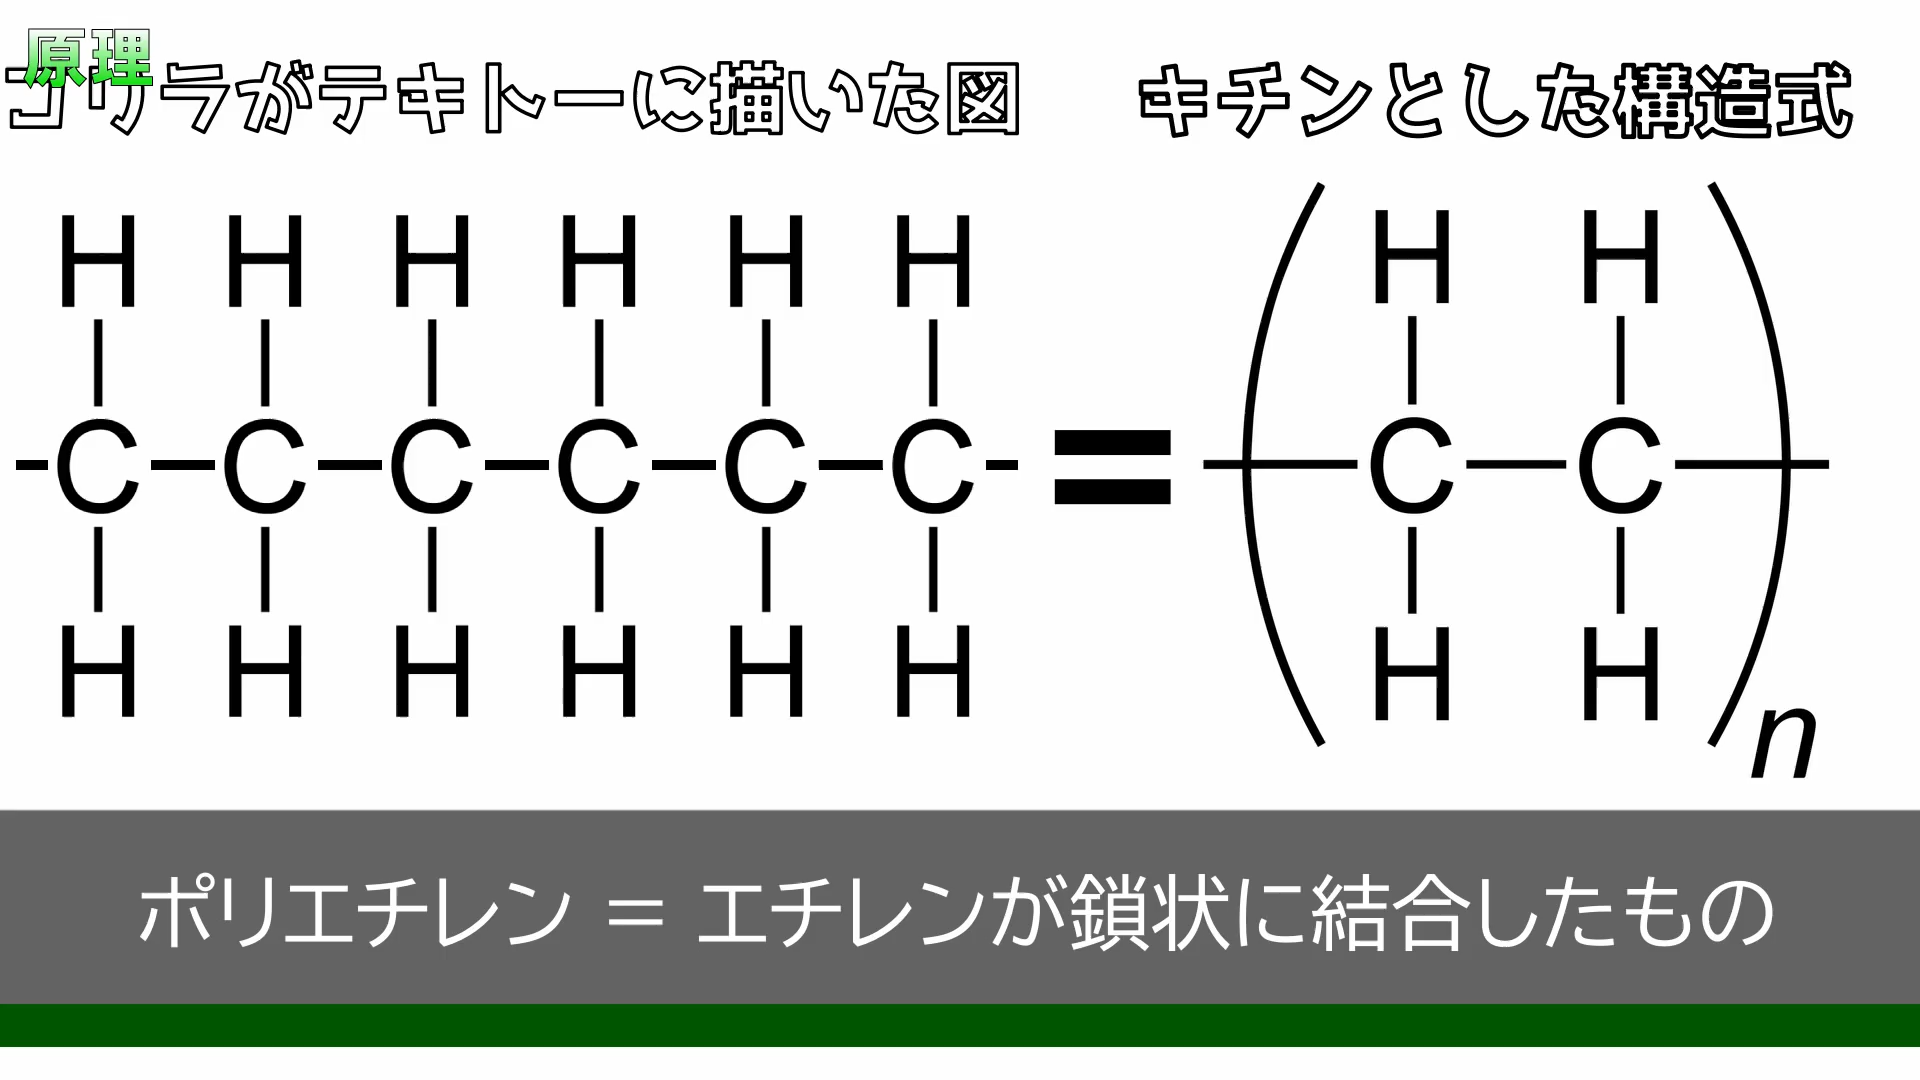 原理
ゴリラがテキトーに描いた図 キチンとした構造式
H H H H H H H H
-C—C—C—C—C—C- = (—C—C—)
H H H H H H H H
n
ポリエチレン = エチレンが鎖状に結合したもの